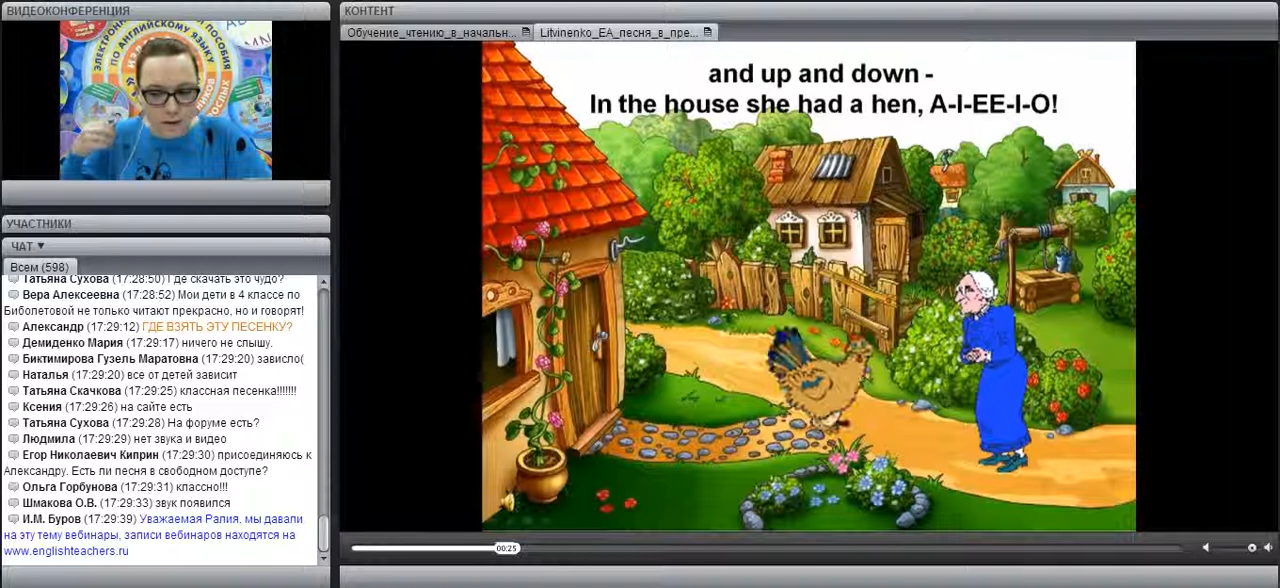 ВИДЕОКОНФЕРЕНЦИЯ
ЭЛЕКТРОННЫЕ
ПОСОБИЯ
ПО АНГЛИЙСКОМУ ЯЗЫКУ
УЧАСТНИКИ
ЧАТ ▼
Всем (598)
Татьяна Сухова (17:28:50) Где скачать это чудо?
Вера Алексеевна (17:28:52) Мои дети в 4 классе по
Биболетовой не только читают прекрасно, но и говорят!
Александр (17:29:12) ГДЕ ВЗЯТЬ ЭТУ ПЕСЕНКУ?
Демиденко Мария (17:29:17) ничего не слышу.
Биктимирова Гузель Маратовна (17:29:20) зависло(
Наталья (17:29:20) все от детей зависит
Татьяна Скачкова (17:29:25) классная песенка!!!!!!!
Ксения (17:29:26) на сайте есть
Татьяна Сухова (17:29:28) На форуме есть?
Людмила (17:29:29) нет звука и видео
Егор Николаевич Киприн (17:29:30) присоединяюсь к
Александру. Есть ли песня в свободном доступе?
Ольга Горбунова (17:29:31) классно!!!
Шмакова О.В. (17:29:33) звук появился
И.М. Буров (17:29:39) Уважаемая Ралия, мы давали
на эту тему вебинары, записи вебинаров находятся на
www.englishteachers.ru
КОНТЕНТ
Обучение_чтению_в_начальн...
Litvinenko_EA_песня_в_пре...
and up and down -
In the house she had a hen, A-I-EE-I-O!
00:25